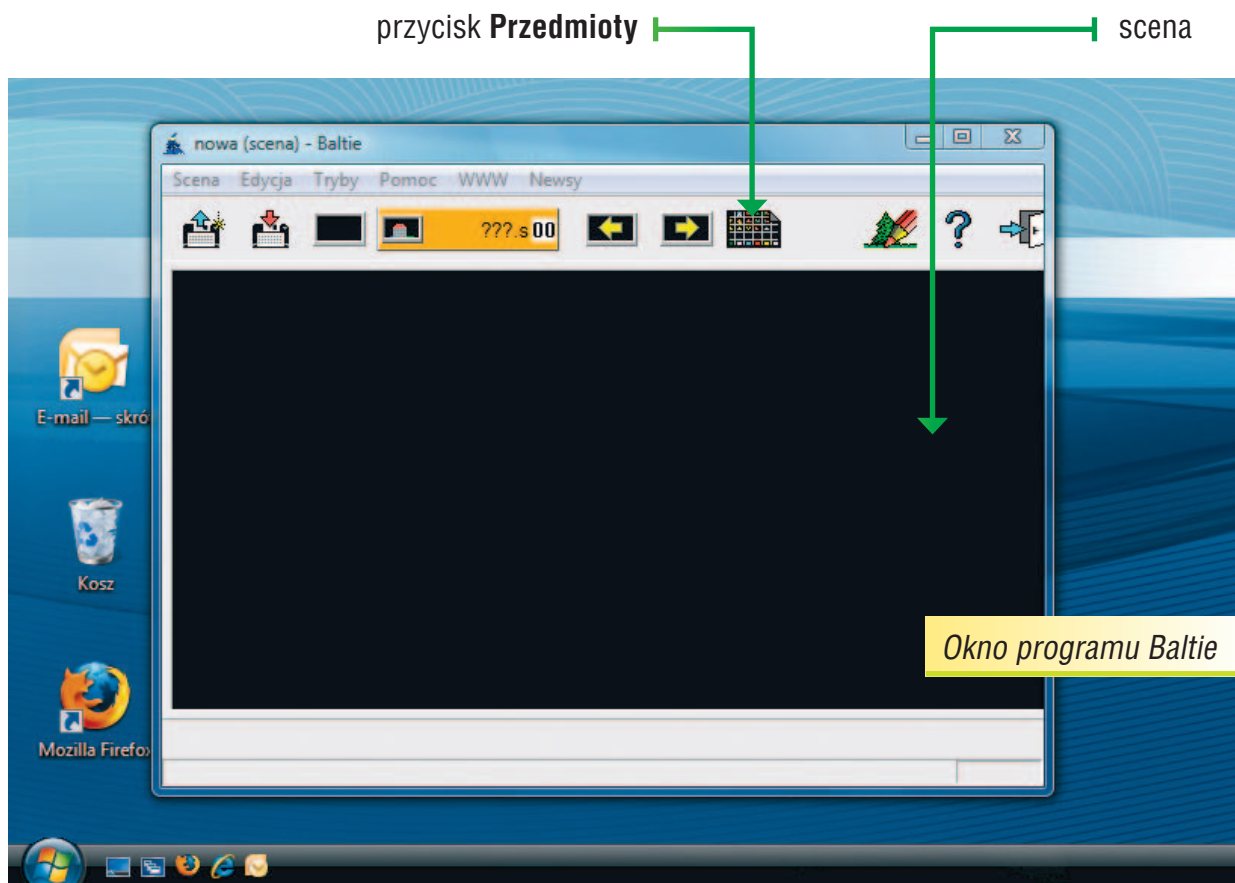 przycisk Przedmioty
scena
nowa (scena) - Baltie
Scena Edycja Tryby Pomoc WWW Newsy
???.s 00
E-mail — skró
Kosz
Okno programu Baltie
Mozilla Firefox